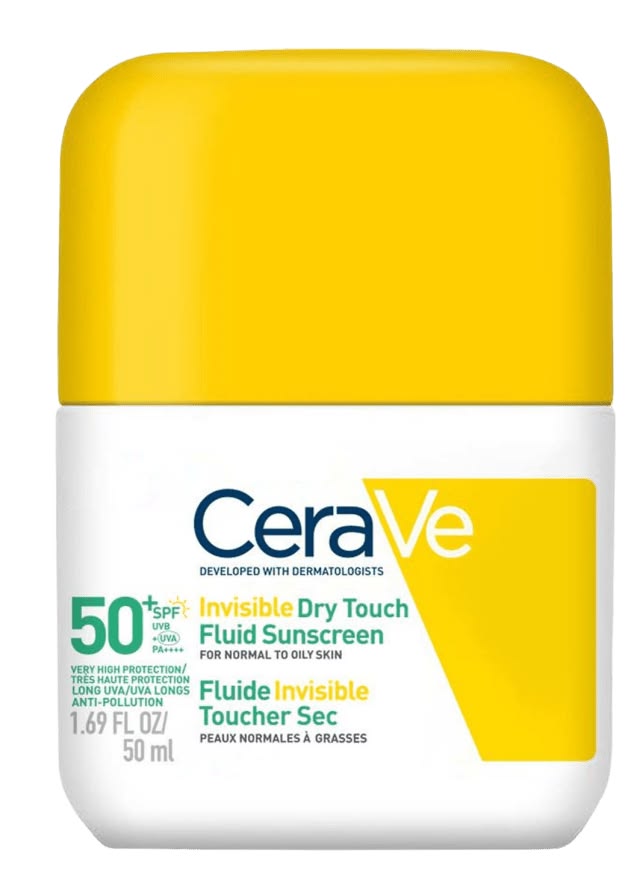 CeraVe
DEVELOPED WITH DERMATOLOGISTS
50+ SPF
UVB
+UVA
PA++++
VERY HIGH PROTECTION/
TRÈS HAUTE PROTECTION
LONG UVA/UVA LONGS
ANTI-POLLUTION
1.69 FL OZ/
50 ml
Invisible Dry Touch
Fluid Sunscreen
FOR NORMAL TO OILY SKIN
Fluide Invisible
Toucher Sec
PEAUX NORMALES À GRASSES